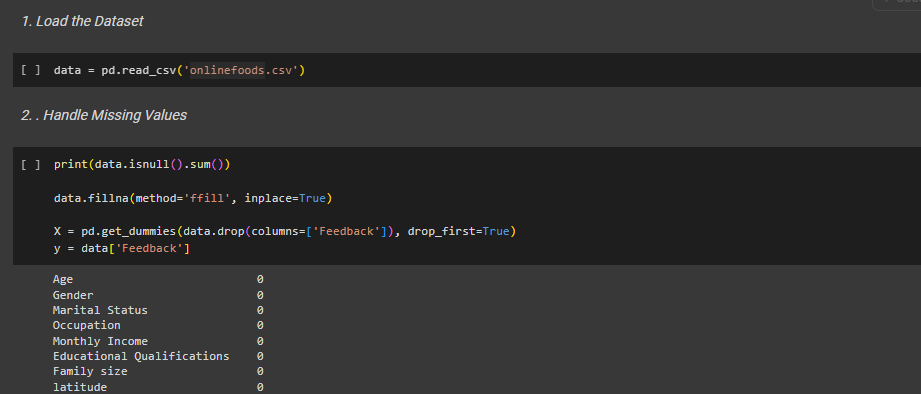 1. Load the Dataset
[ ] data = pd.read_csv('onlinefoods.csv')
2. . Handle Missing Values
[ ] print(data.isnull().sum())
data.fillna(method='ffill', inplace=True)
X = pd.get_dummies(data.drop(columns=['Feedback']), drop_first=True)
y = data['Feedback']
Age 0
Gender 0
Marital Status 0
Occupation 0
Monthly Income 0
Educational Qualifications 0
Family size 0
latitude 0